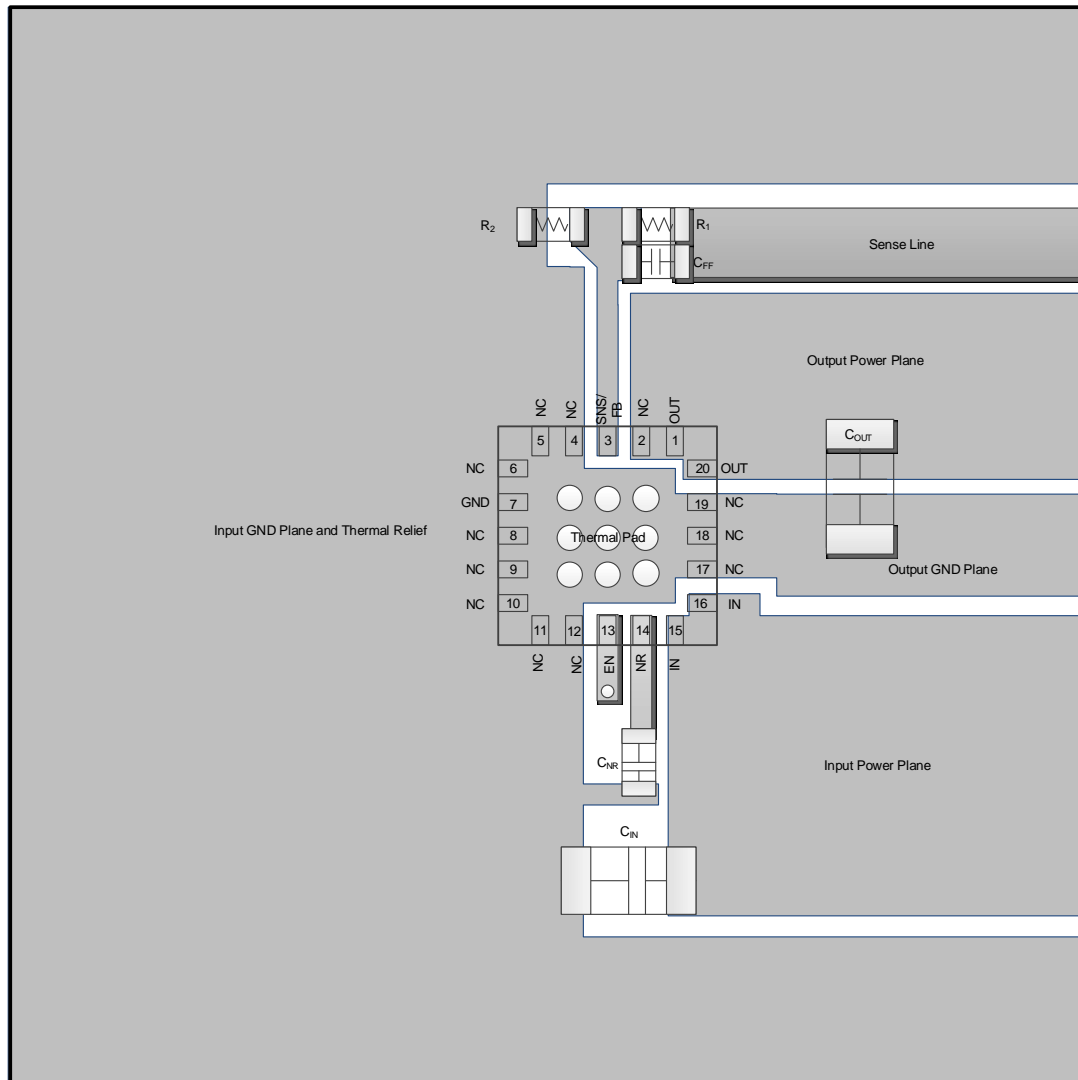 R2
R1
Sense Line
CFF
Output Power Plane
NC
NC
SNS/
FB
NC
OUT
COUT
5
4
3
2
1
NC
6
20
OUT
GND
7
19
NC
Input GND Plane and Thermal Relief
NC
8
Thermal Pad
18
NC
NC
9
17
NC
Output GND Plane
NC
10
16
IN
11
12
13
14
15
NC
NC
EN
NR
IN
CNR
Input Power Plane
CIN